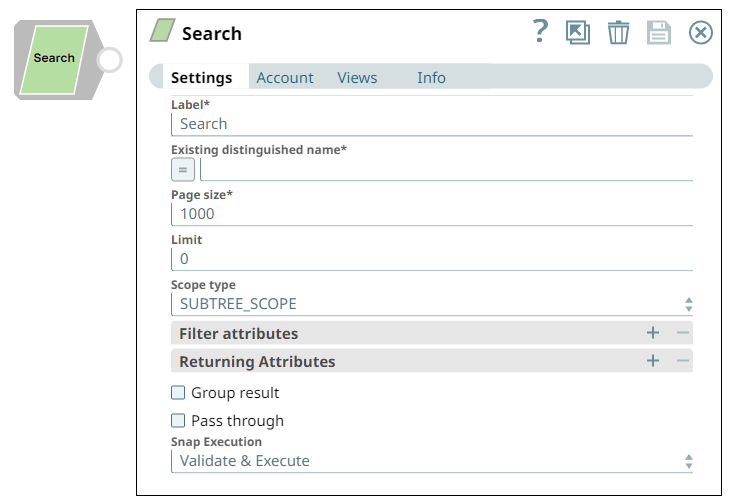 Search
Search
?
Settings Account Views Info
Label*
Search
Existing distinguished name*
=
Page size*
1000
Limit
0
Scope type
SUBTREE_SCOPE
Filter attributes + −
Returning Attributes + −
Group result
Pass through
Snap Execution
Validate & Execute